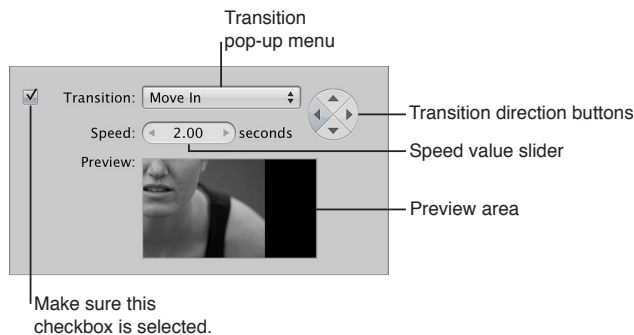 Transition
pop-up menu
Transition: Move In
Transition direction buttons
Speed: 2.00 seconds
Speed value slider
Preview:
Preview area
Make sure this
checkbox is selected.